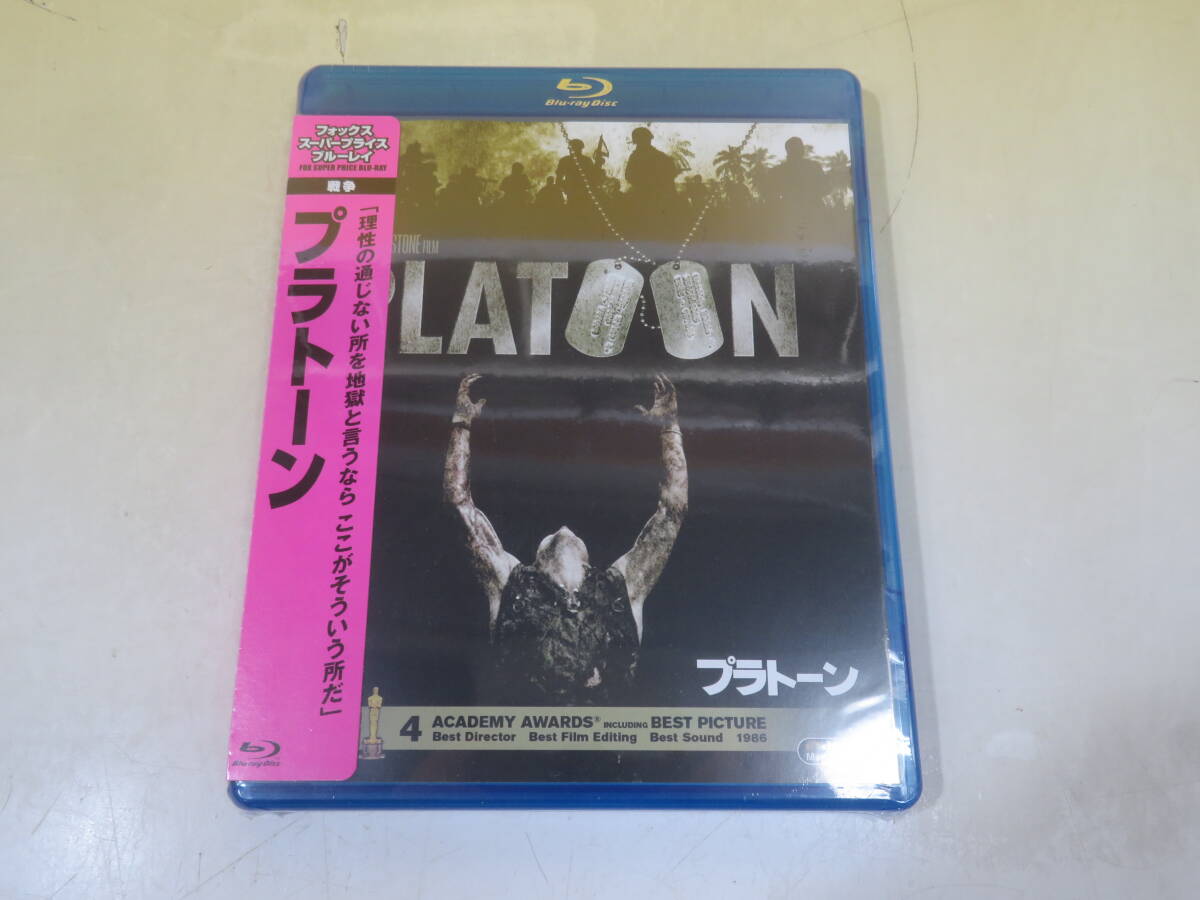 Blu-ray Disc
フォックス
スーパープライス
ブルーレイ
FOX SUPER PRICE BLU-RAY
戦争
「理性の通じない所を地獄と言うなら ここがそういう所だ」
プラトーン
Blu-ray Disc
STONE FILM
PLATOON
プラトーン
4 ACADEMY AWARDS® INCLUDING BEST PICTURE
Best Director Best Film Editing Best Sound 1986